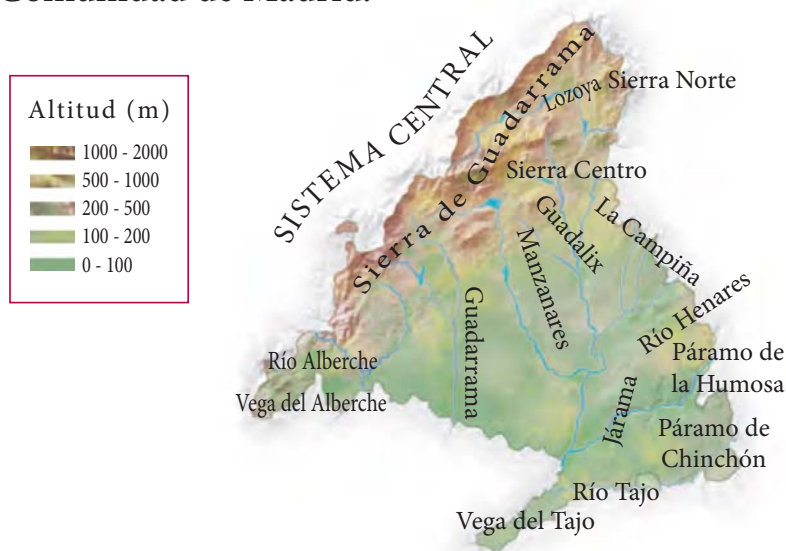 Comunidad de Madrid.
Altitud (m)
1000 - 2000
500 - 1000
200 - 500
100 - 200
0 - 100
SISTEMA CENTRAL
Sierra de Guadarrama
Lozoya
Sierra Norte
Sierra Centro
Guadalix
La Campiña
Manzanares
Guadarrama
Río Henares
Río Alberche
Vega del Alberche
Páramo de
la Humosa
Járama
Páramo de
Chinchón
Río Tajo
Vega del Tajo